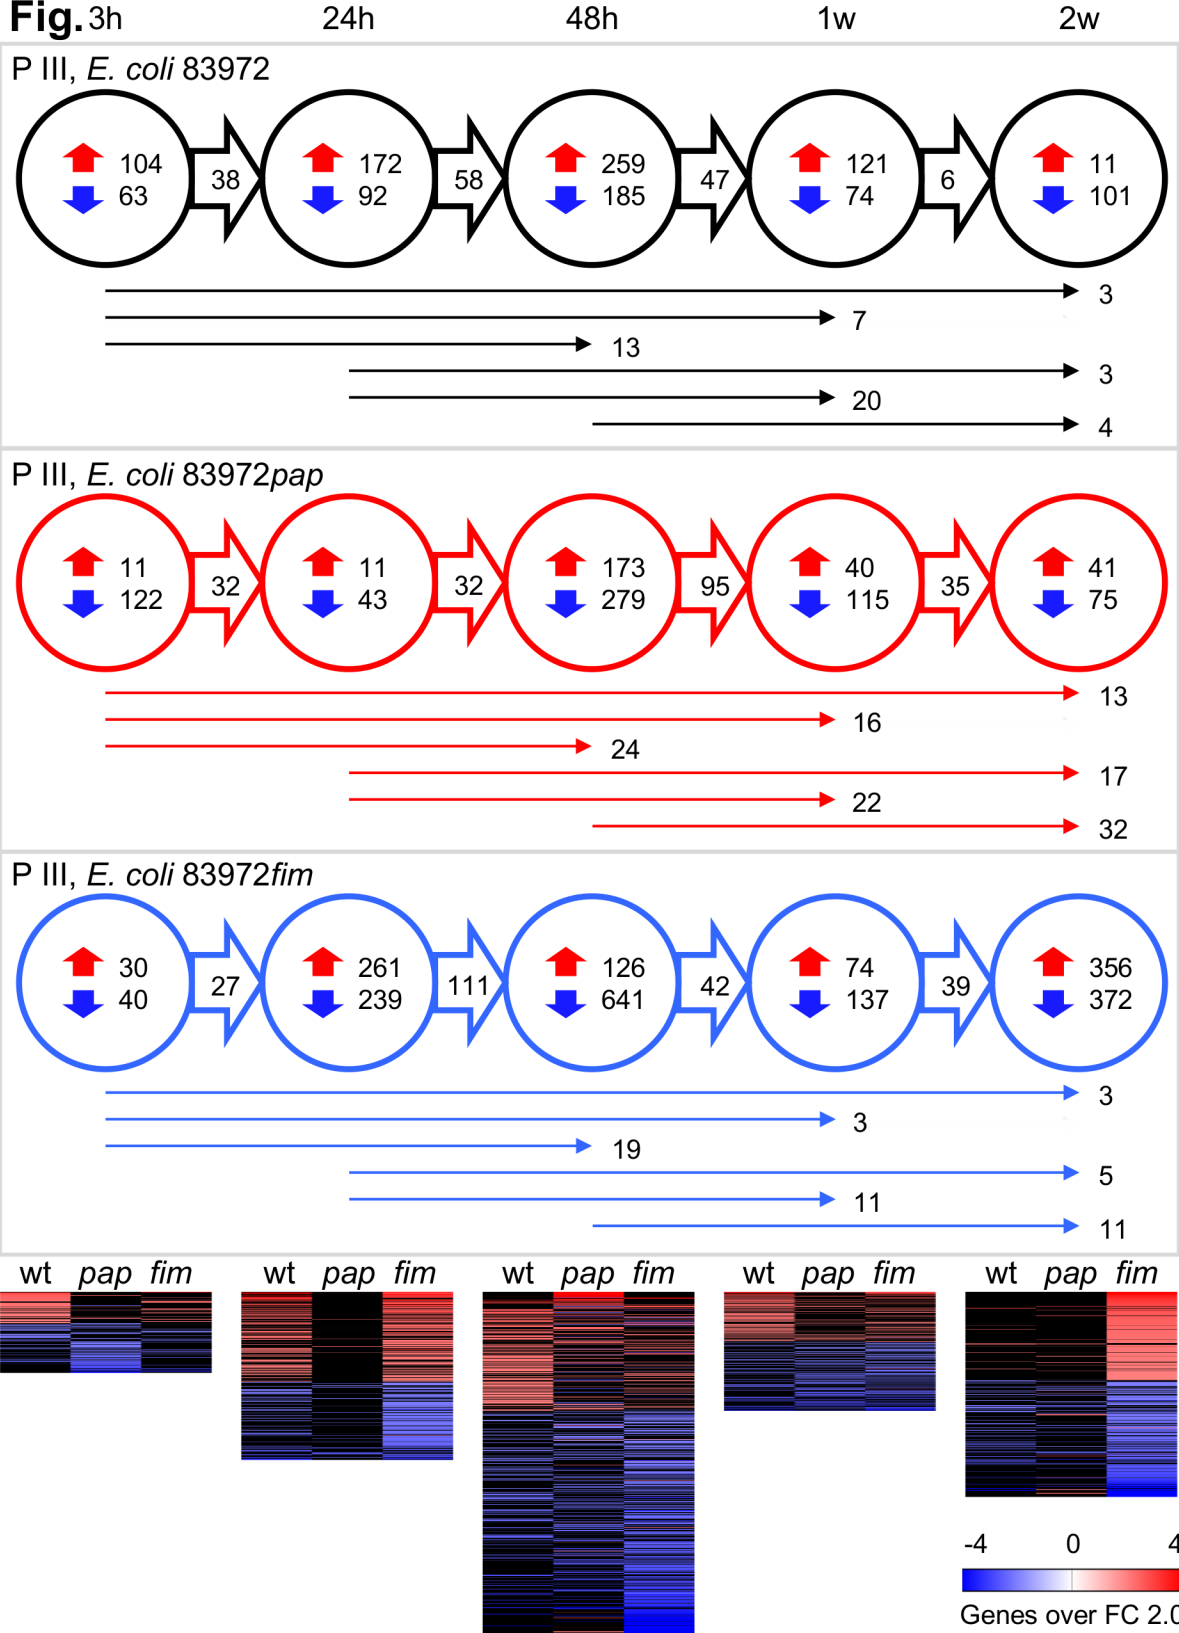 Fig. 3h 24h 48h 1w 2w
P III, E. coli 83972
104 172 259 121 11
38 58 47 6
63 92 185 74 101
3
7
13
3
20
4
P III, E. coli 83972pap
11 11 173 40 41
32 32 95 35
122 43 279 115 75
13
16
24
17
22
32
P III, E. coli 83972fim
30 261 126 74 356
27 111 42 39
40 239 641 137 372
3
3
19
5
11
11
wt pap fim wt pap fim wt pap fim wt pap fim wt pap fim
-4 0 4
Genes over FC 2.0